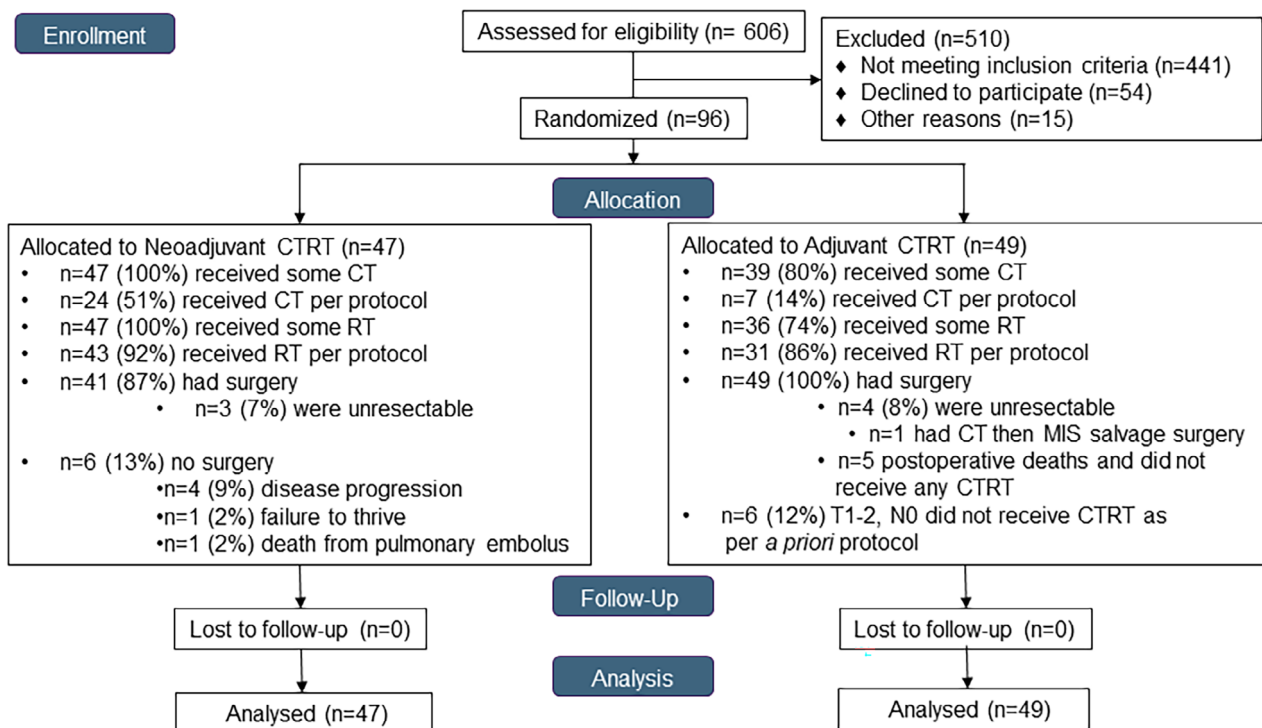 Enrollment
Assessed for eligibility (n= 606)
Excluded (n=510)
♦ Not meeting inclusion criteria (n=441)
♦ Declined to participate (n=54)
♦ Other reasons (n=15)
Randomized (n=96)
Allocation
Allocated to Neoadjuvant CTRT (n=47)
• n=47 (100%) received some CT
• n=24 (51%) received CT per protocol
• n=47 (100%) received some RT
• n=43 (92%) received RT per protocol
• n=41 (87%) had surgery
• n=3 (7%) were unresectable
• n=6 (13%) no surgery
•n=4 (9%) disease progression
•n=1 (2%) failure to thrive
•n=1 (2%) death from pulmonary embolus
Allocated to Adjuvant CTRT (n=49)
• n=39 (80%) received some CT
• n=7 (14%) received CT per protocol
• n=36 (74%) received some RT
• n=31 (86%) received RT per protocol
• n=49 (100%) had surgery
• n=4 (8%) were unresectable
• n=1 had CT then MIS salvage surgery
• n=5 postoperative deaths and did not
receive any CTRT
• n=6 (12%) T1-2, N0 did not receive CTRT as
per a priori protocol
Follow-Up
Lost to follow-up (n=0)
Lost to follow-up (n=0)
Analysis
Analysed (n=47)
Analysed (n=49)